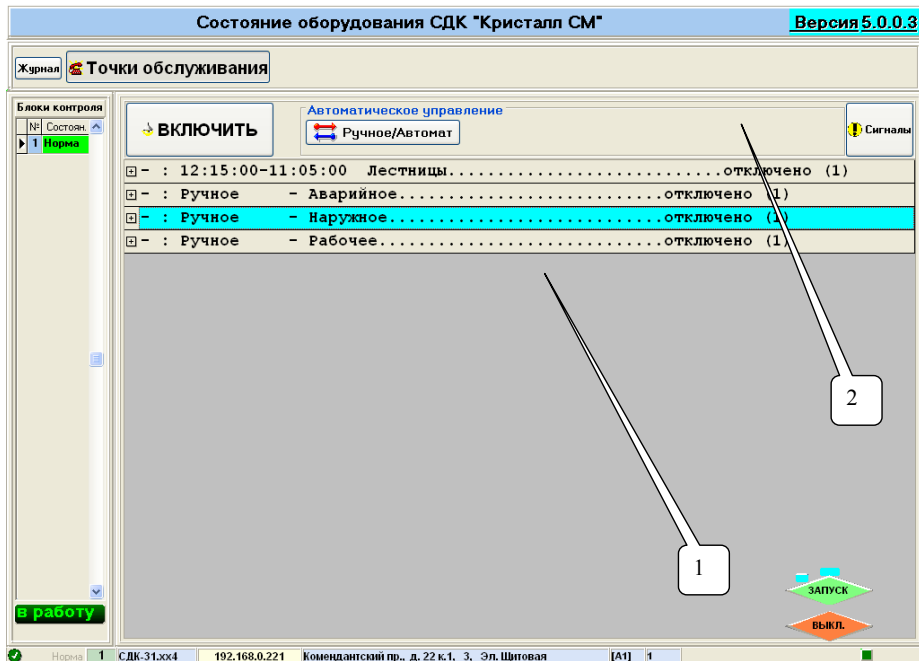 Состояние оборудования СДК "Кристалл СМ"
Версия 5.0.0.3
Журнал
Точки обслуживания
Блоки контроля
№ Состоян.
1 Норма
ВКЛЮЧИТЬ
Автоматическое управление
Ручное/Автомат
Сигналы
- : 12:15:00-11:05:00 Лестницы............................отключено (1)
- : Ручное - Аварийное..........................отключено (1)
- : Ручное - Наружное...........................отключено (1)
- : Ручное - Рабочее............................отключено (1)
2
1
ЗАПУСК
ВЫКЛ.
в работу
Норма 1 СДК-31.хх4 192.168.0.221 Комендантский пр., д. 22 к.1, 3, Эл. Щитовая [A1] 1